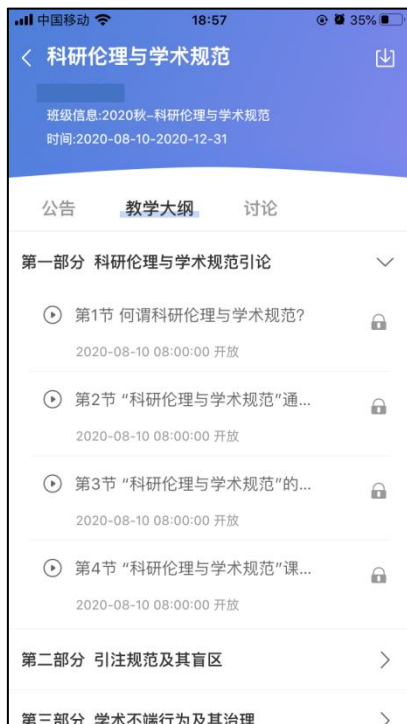 中国移动 18:57 35%
科研伦理与学术规范
班级信息:2020秋-科研伦理与学术规范
时间:2020-08-10-2020-12-31
公告 教学大纲 讨论
第一部分 科研伦理与学术规范引论
第1节 何谓科研伦理与学术规范?
2020-08-10 08:00:00 开放
第2节 “科研伦理与学术规范”通...
2020-08-10 08:00:00 开放
第3节 “科研伦理与学术规范”的...
2020-08-10 08:00:00 开放
第4节 “科研伦理与学术规范”课...
2020-08-10 08:00:00 开放
第二部分 引注规范及其盲区
第三部分 学术不端行为及其治理